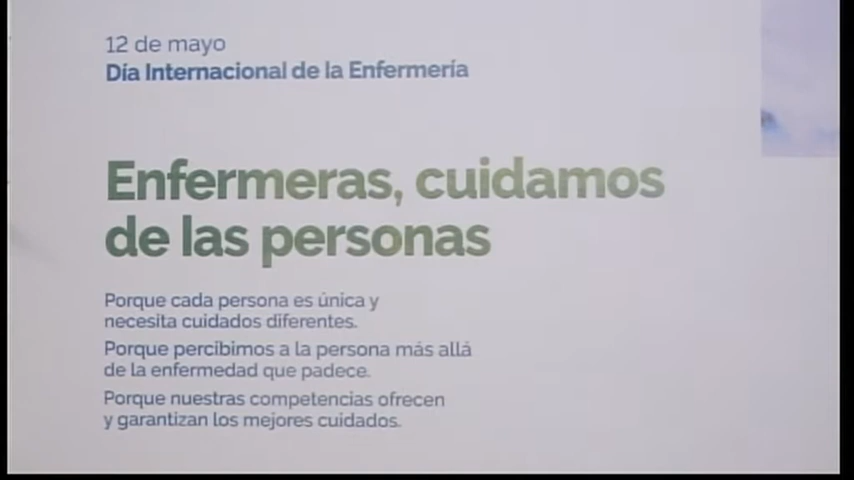 12 de mayo
Día Internacional de la Enfermería
Enfermeras, cuidamos
de las personas
Porque cada persona es única y
necesita cuidados diferentes.
Porque percibimos a la persona más allá
de la enfermedad que padece.
Porque nuestras competencias ofrecen
y garantizan los mejores cuidados.